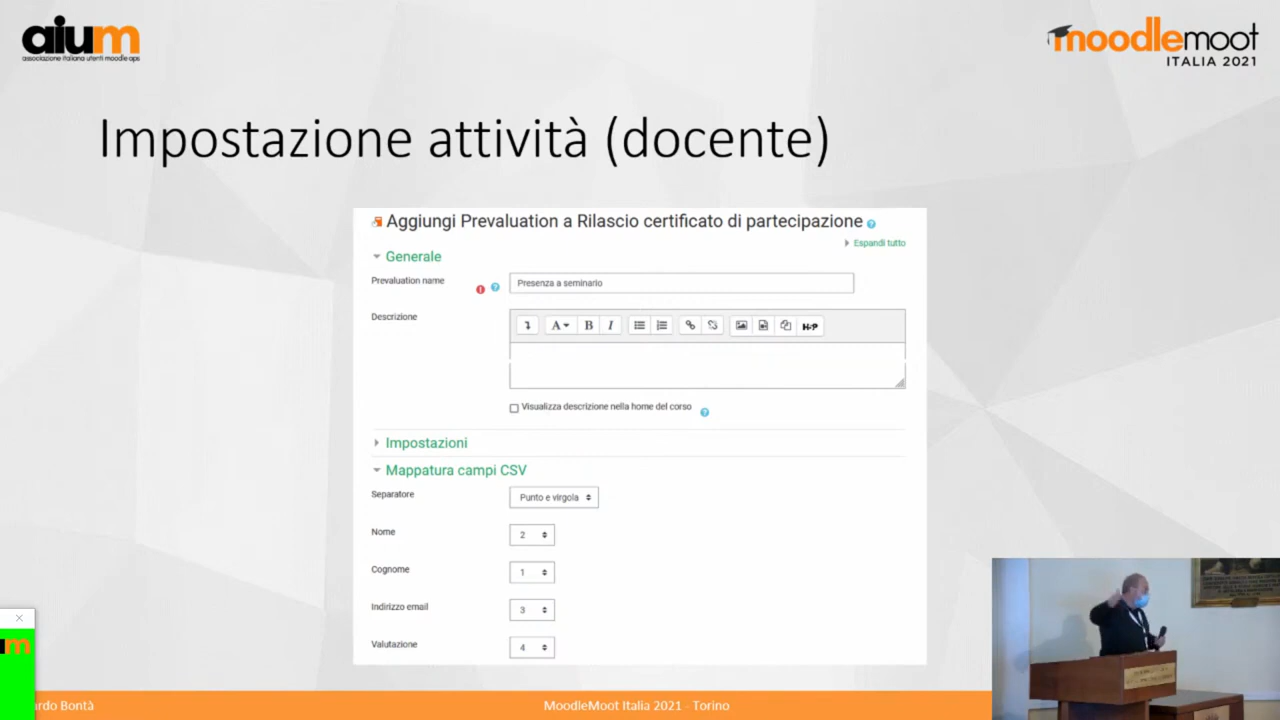 aium
associazione italiana utenti moodle aps
moodlemoot
ITALIA 2021
Impostazione attività (docente)
Aggiungi Prevaluation a Rilascio certificato di partecipazione
Espandi tutto
Generale
Prevaluation name
Presenza a seminario
Descrizione
A B I
H-P
Visualizza descrizione nella home del corso
Impostazioni
Mappatura campi CSV
Separatore
Punto e virgola
Nome
2
Cognome
1
Indirizzo email
3
Valutazione
4
m
rdo Bontà
MoodleMoot Italia 2021 - Torino